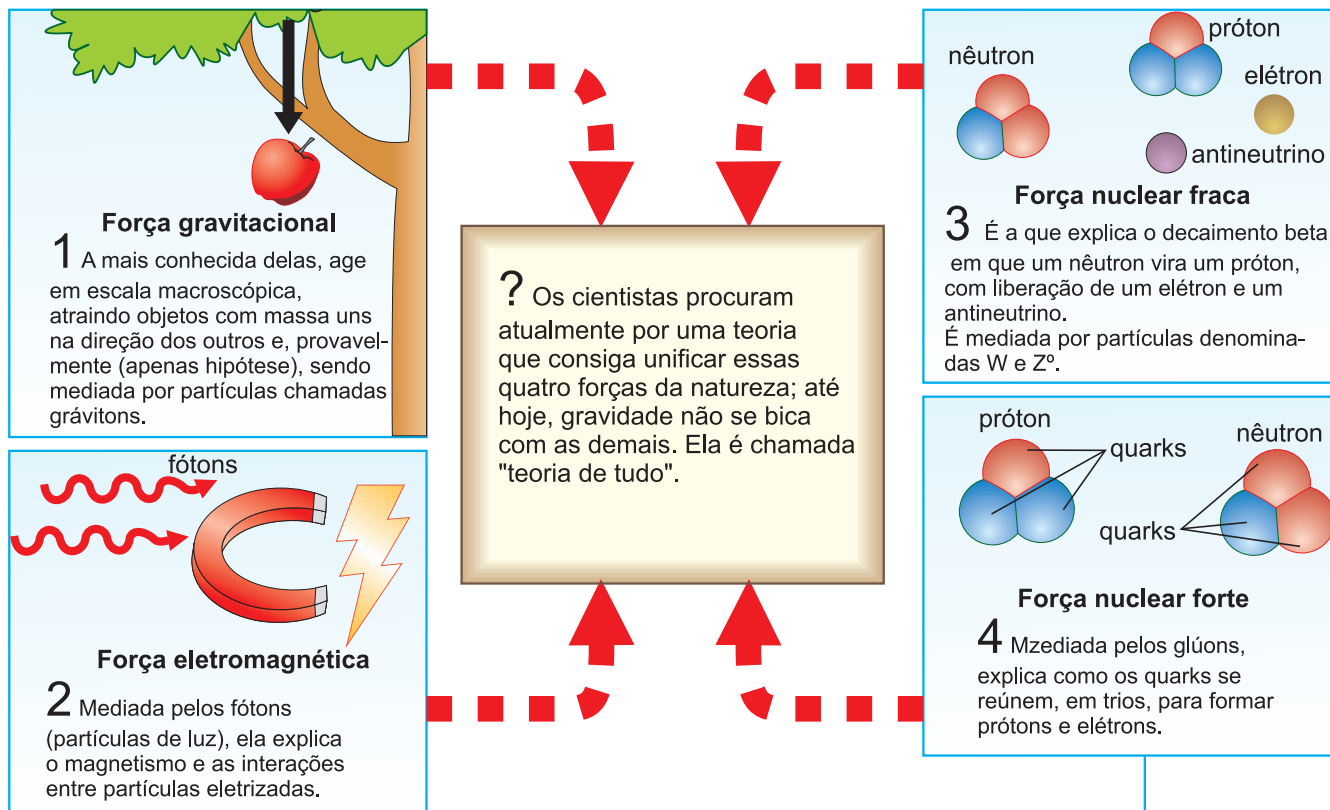 Força gravitacional
1 A mais conhecida delas, age
em escala macroscópica,
atraindo objetos com massa uns
na direção dos outros e, provavel-
mente (apenas hipótese), sendo
mediada por partículas chamadas
grávitons.
fótons
Força eletromagnética
2 Mediada pelos fótons
(partículas de luz), ela explica
o magnetismo e as interações
entre partículas eletrizadas.
? Os cientistas procuram
atualmente por uma teoria
que consiga unificar essas
quatro forças da natureza; até
hoje, gravidade não se bica
com as demais. Ela é chamada
"teoria de tudo".
nêutron
próton
elétron
antineutrino
Força nuclear fraca
3 É a que explica o decaimento beta
em que um nêutron vira um próton,
com liberação de um elétron e um
antineutrino.
É mediada por partículas denomina-
das W e Zº.
próton
quarks
nêutron
quarks
Força nuclear forte
4 Mzediada pelos glúons,
explica como os quarks se
reúnem, em trios, para formar
prótons e elétrons.